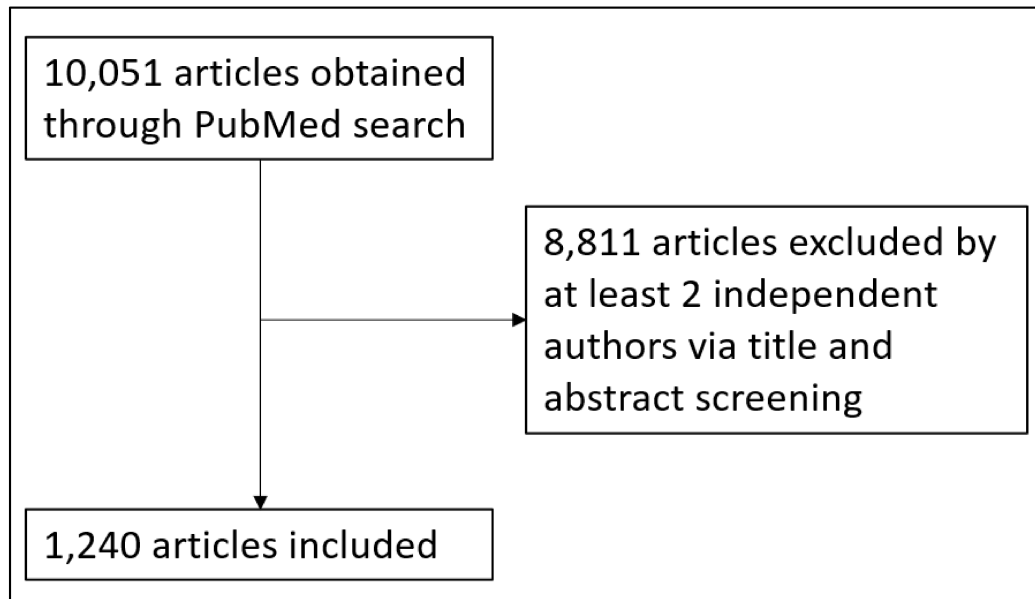 10,051 articles obtained
through PubMed search
8,811 articles excluded by
at least 2 independent
authors via title and
abstract screening
1,240 articles included